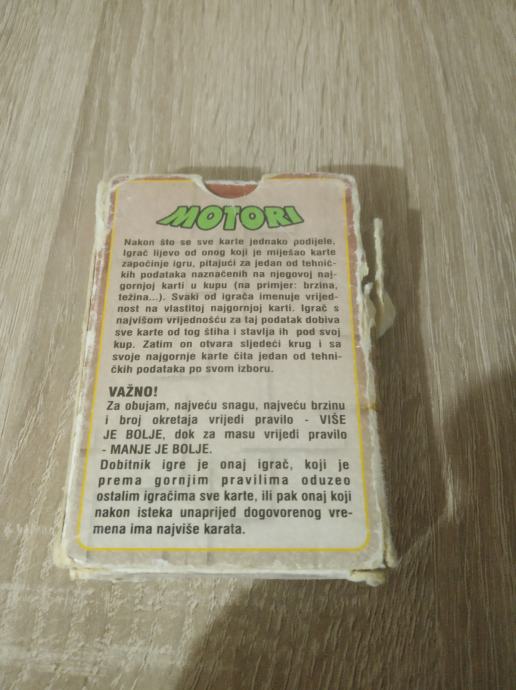 MOTORI
Nakon što se sve karte jednako podijele.
Igrač lijevo od onog koji je miješao karte
započinje igru, pitajući za jedan od tehnič-
kih podataka naznačenih na njegovoj naj-
gornjoj karti u kupu (na primjer: brzina,
težina...). Svaki od igrača imenuje vrijed-
nost na vlastitoj najgornjoj karti. Igrač s
najvišom vrijednošću za taj podatak dobiva
sve karte od tog štiha i stavlja ih pod svoj
kup. Zatim on otvara sljedeći krug i sa
svoje najgornje karte čita jedan od tehni-
čkih podataka po svom izboru.
VAŽNO!
Za obujam, najveću snagu, najveću brzinu
i broj okretaja vrijedi pravilo - VIŠE
JE BOLJE, dok za masu vrijedi pravilo
- MANJE JE BOLJE.
Dobitnik igre je onaj igrač, koji je
prema gornjim pravilima oduzeo
ostalim igračima sve karte, ili pak onaj koji
nakon isteka unaprijed dogovorenog vre-
mena ima najviše karata.